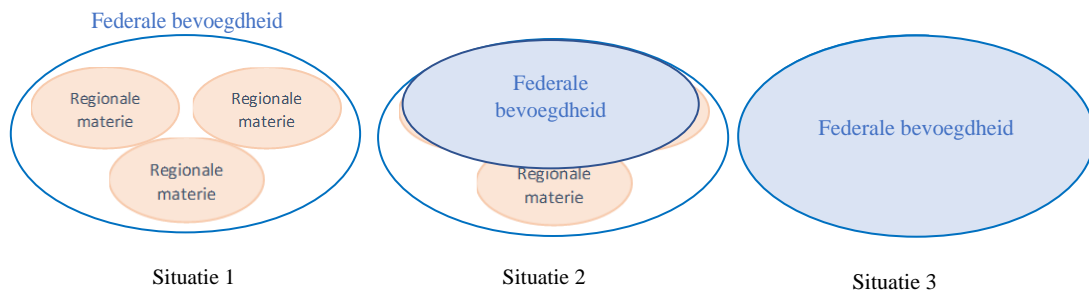 Federale bevoegdheid
Regionale
materie
Regionale
materie
Regionale
materie
Situatie 1
Federale
bevoegdheid
Regionale
materie
Situatie 2
Federale bevoegdheid
Situatie 3